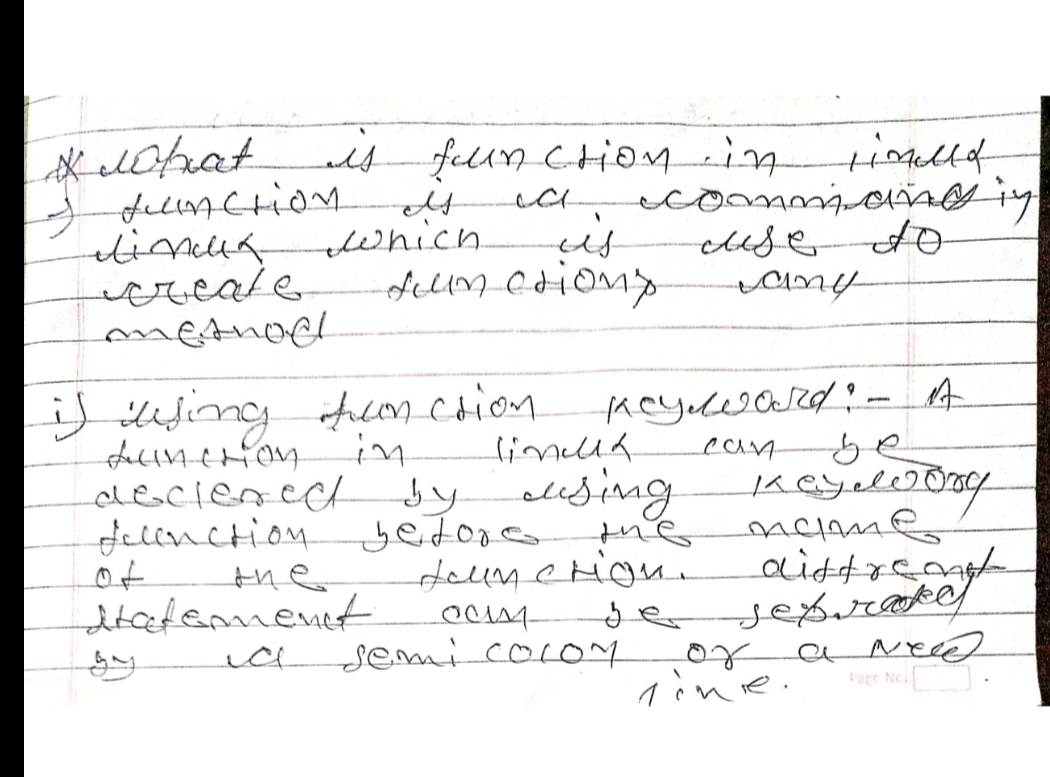 * What is function in linux
→ function is a command in
linux which is use to
create functions any
method
i) Using function keyword:- A
function in linux can be
declered by using keyword
function before the name
of the function. diffreant
statement can be seprated
by a semi colon or a new
line.
Page No.